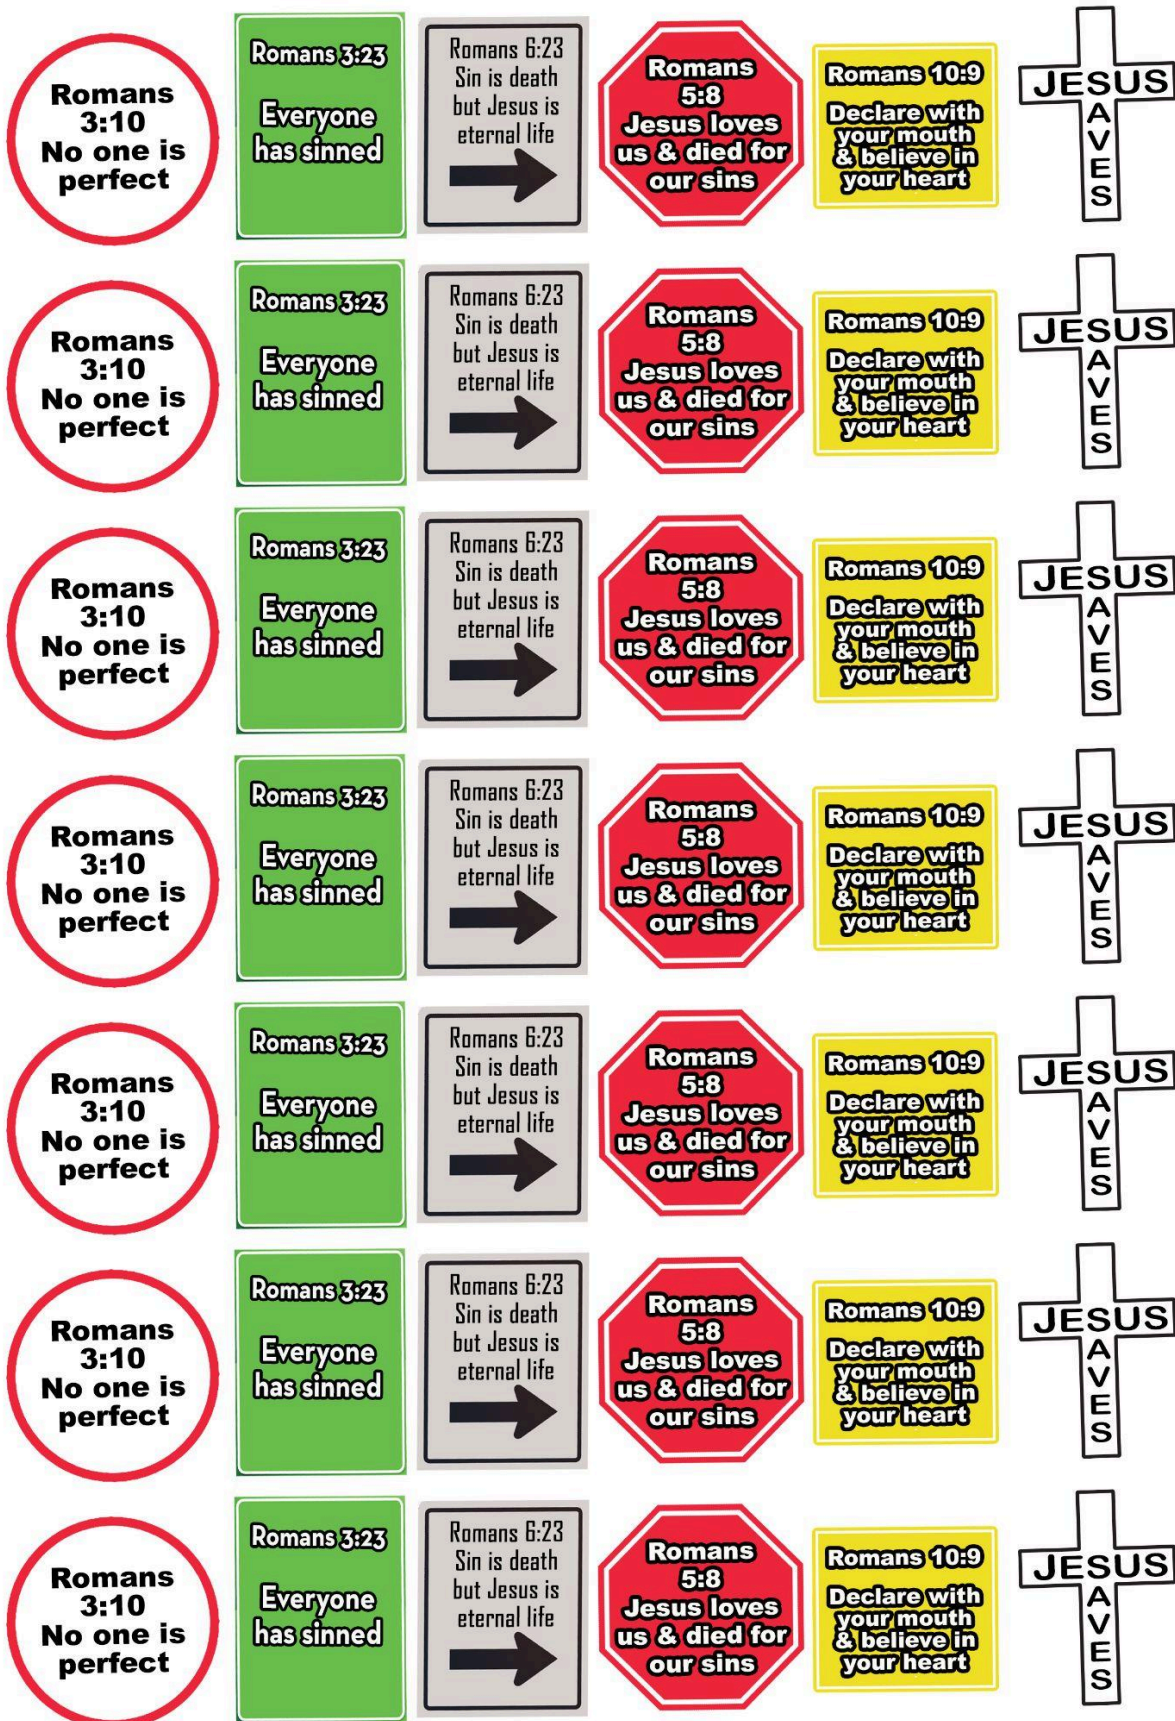 Romans
3:10
No one is
perfect
Romans 3:23
Everyone
has sinned
Romans 6:23
Sin is death
but Jesus is
eternal life
Romans
5:8
Jesus loves
us & died for
our sins
Romans 10:9
Declare with
your mouth
& believe in
your heart
JESUS
A
V
E
S
Romans
3:10
No one is
perfect
Romans 3:23
Everyone
has sinned
Romans 6:23
Sin is death
but Jesus is
eternal life
Romans
5:8
Jesus loves
us & died for
our sins
Romans 10:9
Declare with
your mouth
& believe in
your heart
JESUS
A
V
E
S
Romans
3:10
No one is
perfect
Romans 3:23
Everyone
has sinned
Romans 6:23
Sin is death
but Jesus is
eternal life
Romans
5:8
Jesus loves
us & died for
our sins
Romans 10:9
Declare with
your mouth
& believe in
your heart
JESUS
A
V
E
S
Romans
3:10
No one is
perfect
Romans 3:23
Everyone
has sinned
Romans 6:23
Sin is death
but Jesus is
eternal life
Romans
5:8
Jesus loves
us & died for
our sins
Romans 10:9
Declare with
your mouth
& believe in
your heart
JESUS
A
V
E
S
Romans
3:10
No one is
perfect
Romans 3:23
Everyone
has sinned
Romans 6:23
Sin is death
but Jesus is
eternal life
Romans
5:8
Jesus loves
us & died for
our sins
Romans 10:9
Declare with
your mouth
& believe in
your heart
JESUS
A
V
E
S
Romans
3:10
No one is
perfect
Romans 3:23
Everyone
has sinned
Romans 6:23
Sin is death
but Jesus is
eternal life
Romans
5:8
Jesus loves
us & died for
our sins
Romans 10:9
Declare with
your mouth
& believe in
your heart
JESUS
A
V
E
S
Romans
3:10
No one is
perfect
Romans 3:23
Everyone
has sinned
Romans 6:23
Sin is death
but Jesus is
eternal life
Romans
5:8
Jesus loves
us & died for
our sins
Romans 10:9
Declare with
your mouth
& believe in
your heart
JESUS
A
V
E
S